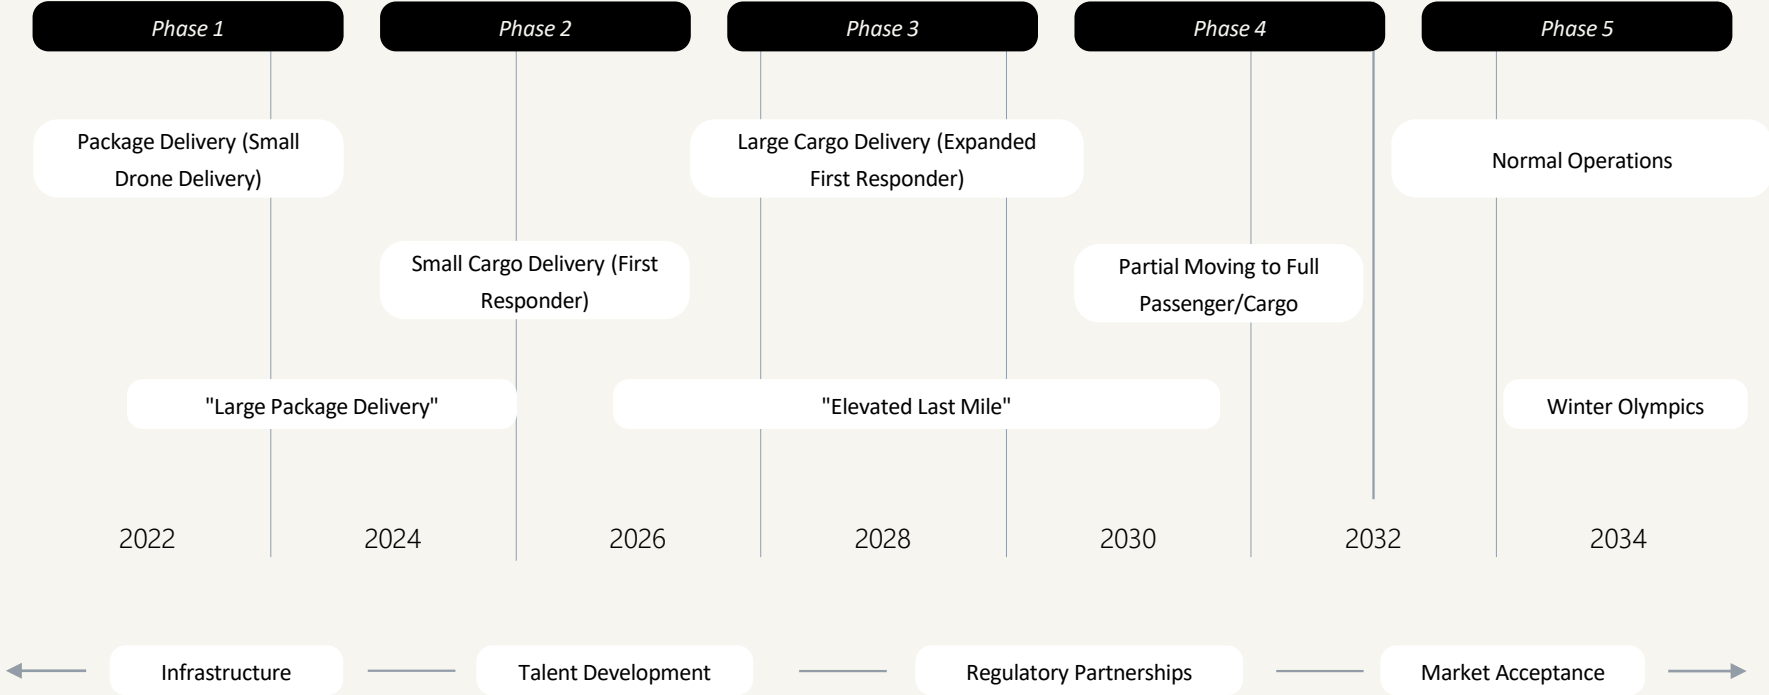 Phase 1
Phase 2
Phase 3
Phase 4
Phase 5
Package Delivery (Small
Drone Delivery)
Large Cargo Delivery (Expanded
First Responder)
Normal Operations
Small Cargo Delivery (First
Responder)
Partial Moving to Full
Passenger/Cargo
"Large Package Delivery"
"Elevated Last Mile"
Winter Olympics
2022
2024
2026
2028
2030
2032
2034
Infrastructure
Talent Development
Regulatory Partnerships
Market Acceptance